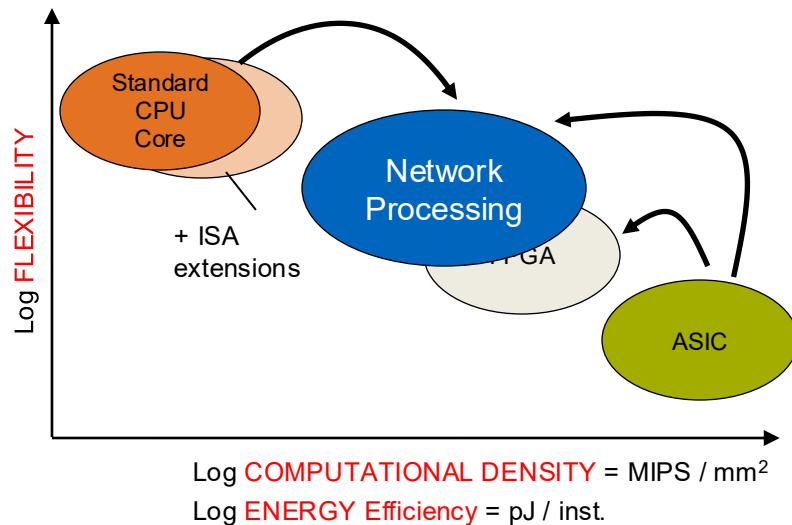 Standard
CPU
Core
Network
Processing
+ ISA
extensions
ASIC
Log FLEXIBILITY
Log COMPUTATIONAL DENSITY = MIPS / mm²
Log ENERGY Efficiency = pJ / inst.